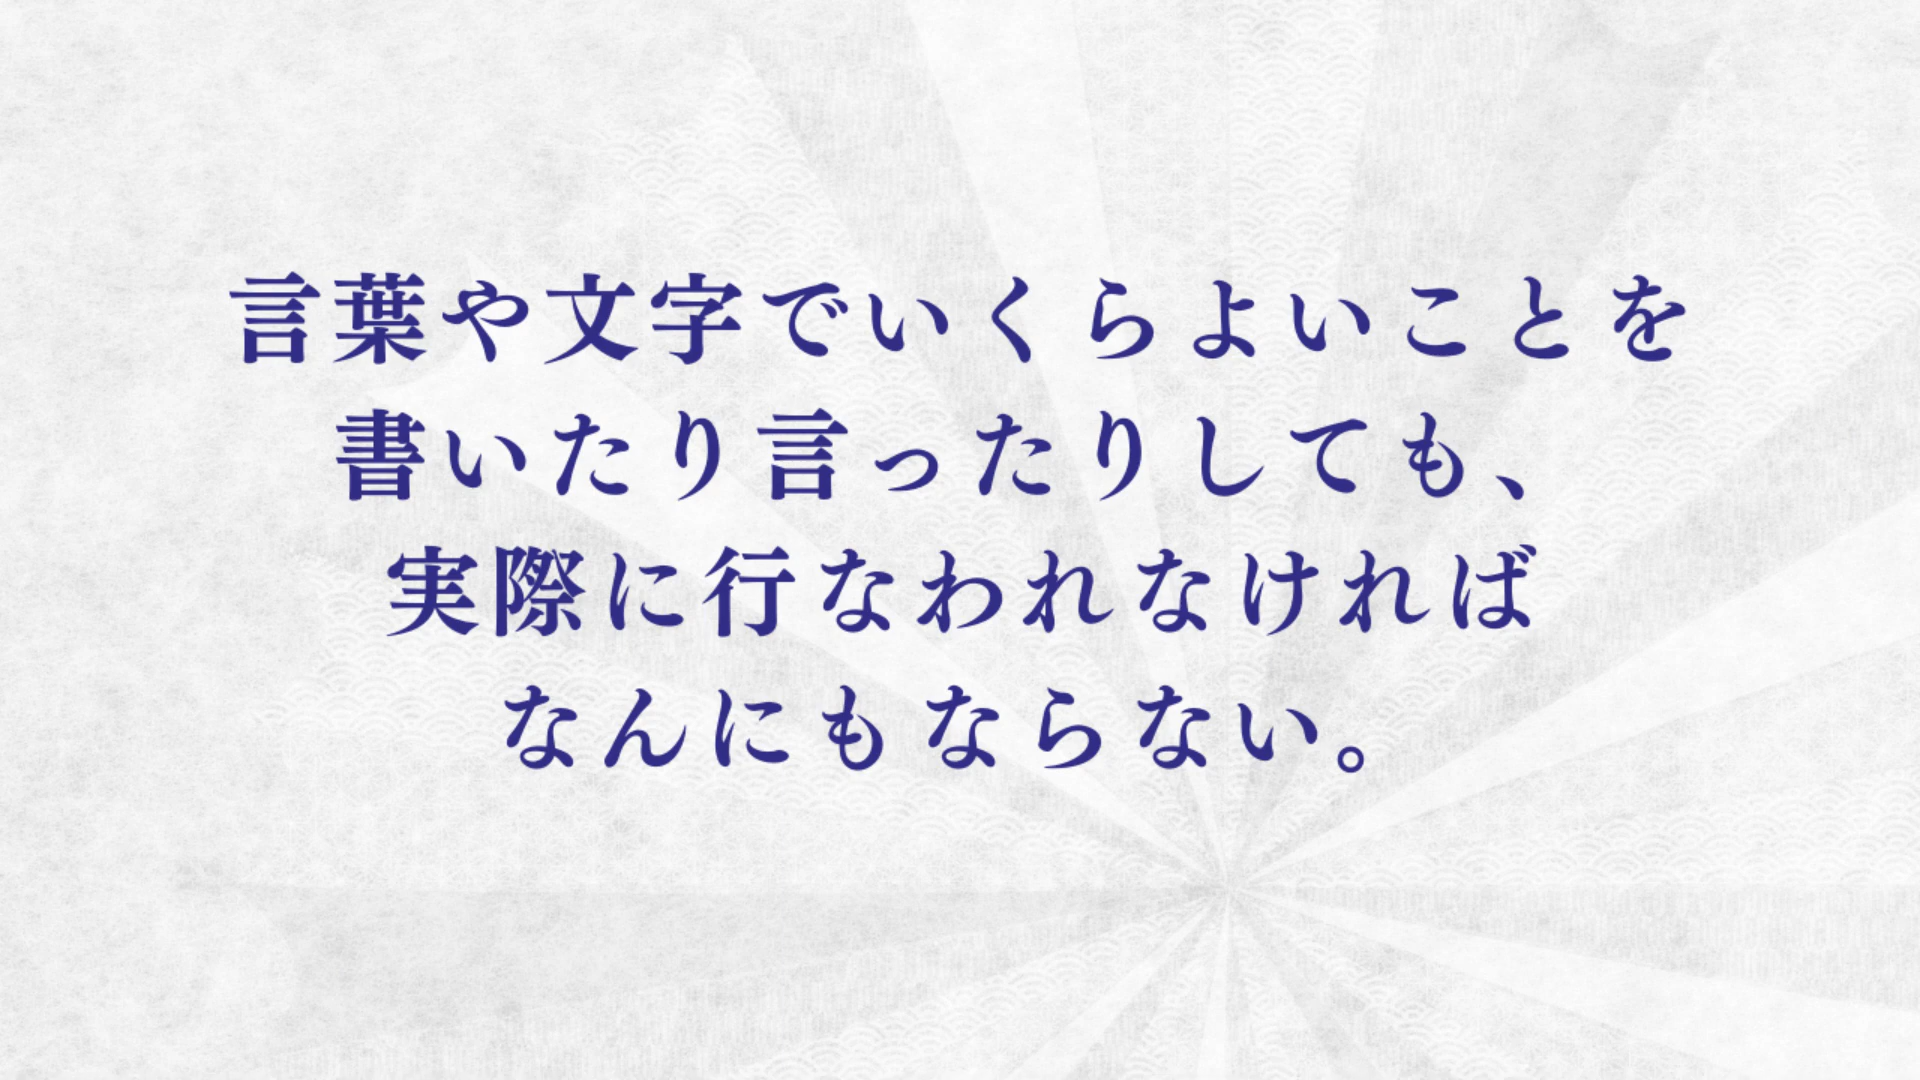 言葉や文字でいくらよいことを
書いたり言ったりしても、
実際に行なわれなければ
なんにもならない。